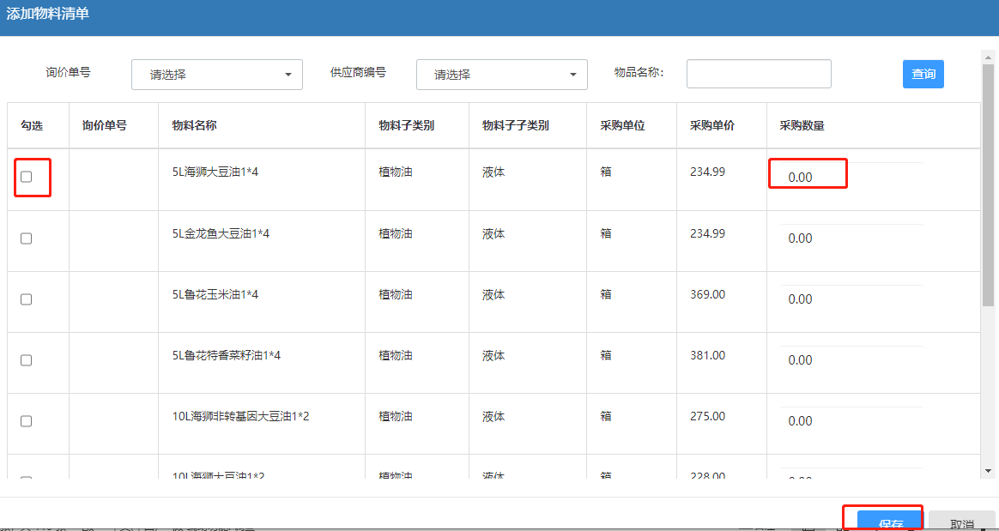 添加物料清单
询价单号 请选择 供应商编号 请选择 物品名称: 查询
勾选 询价单号 物料名称 物料子类别 物料子子类别 采购单位 采购单价 采购数量
5L海狮大豆油1*4 植物油 液体 箱 234.99 0.00
5L金龙鱼大豆油1*4 植物油 液体 箱 234.99 0.00
5L鲁花玉米油1*4 植物油 液体 箱 369.00 0.00
5L鲁花特香菜籽油1*4 植物油 液体 箱 381.00 0.00
10L海狮非转基因大豆油1*2 植物油 液体 箱 275.00 0.00
10L海狮大豆油1*2 植物油 液体 箱 228.00 0.00
保存 取消